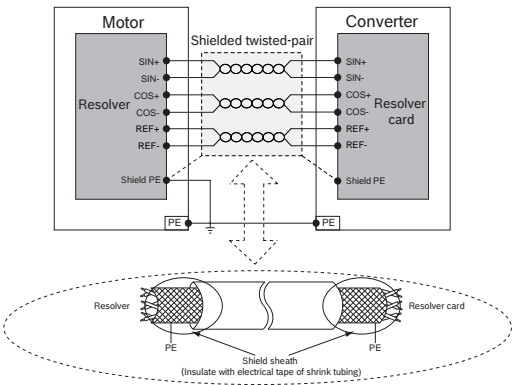 Motor
Converter
Shielded twisted-pair
SIN+
SIN-
COS+
COS-
REF+
REF-
Resolver
Shield PE
SIN+
SIN-
COS+
COS-
REF+
REF-
Resolver
card
Shield PE
PE
PE
Resolver
Resolver card
PE
PE
Shield sheath
(Insulate with electrical tape of shrink tubing)